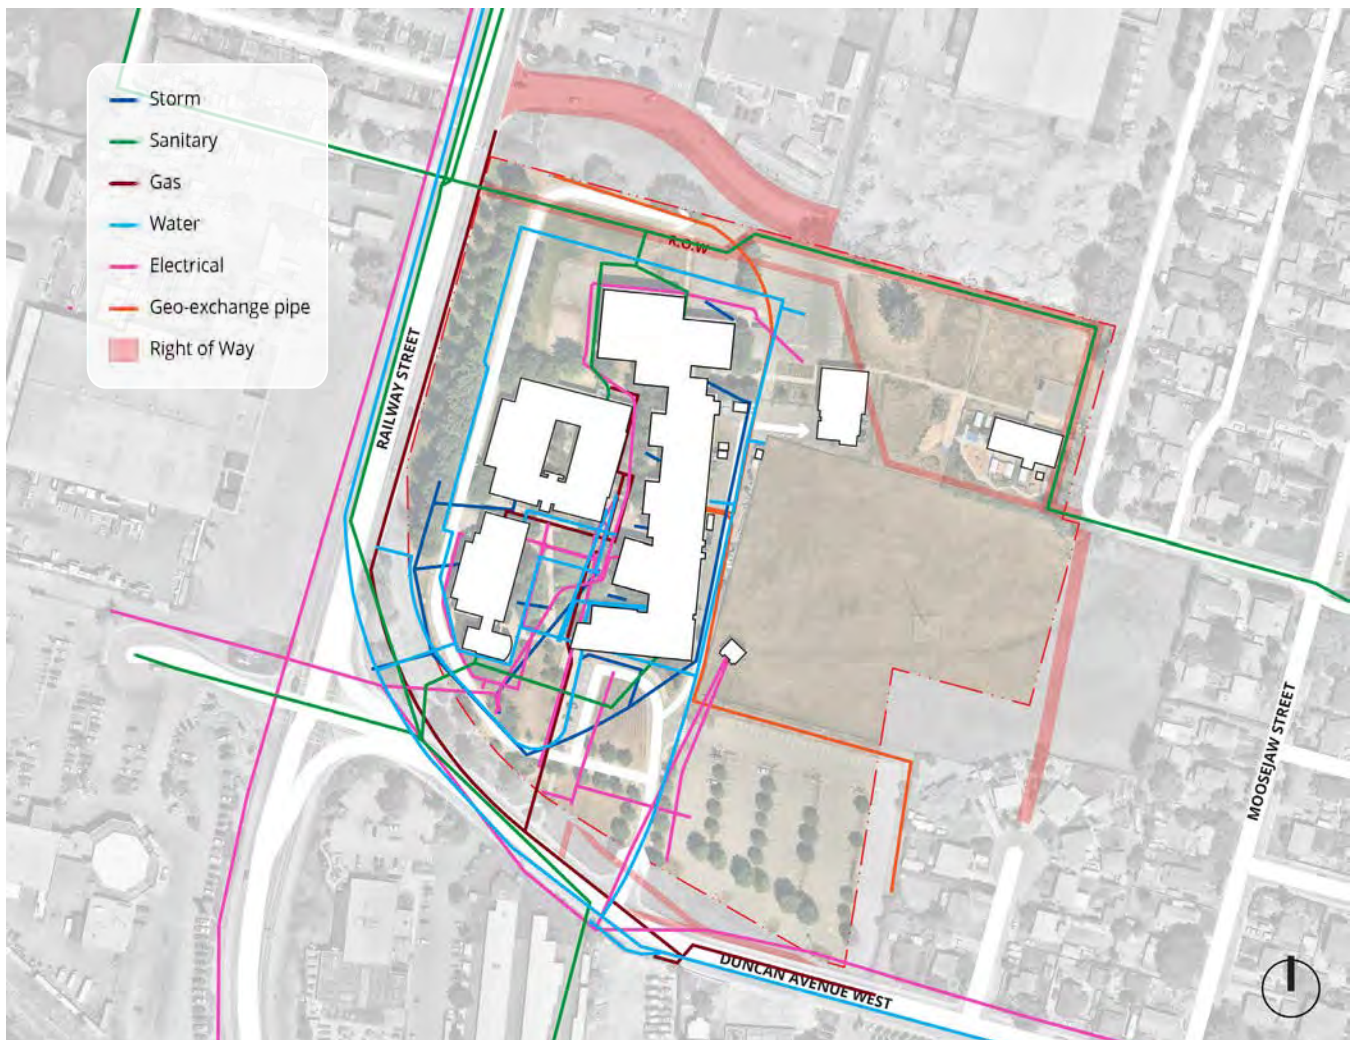 Storm
Sanitary
Gas
Water
Electrical
Geo-exchange pipe
Right of Way
R.O.W
RAILWAY STREET
MOOSEJAW STREET
DUNCAN AVENUE WEST